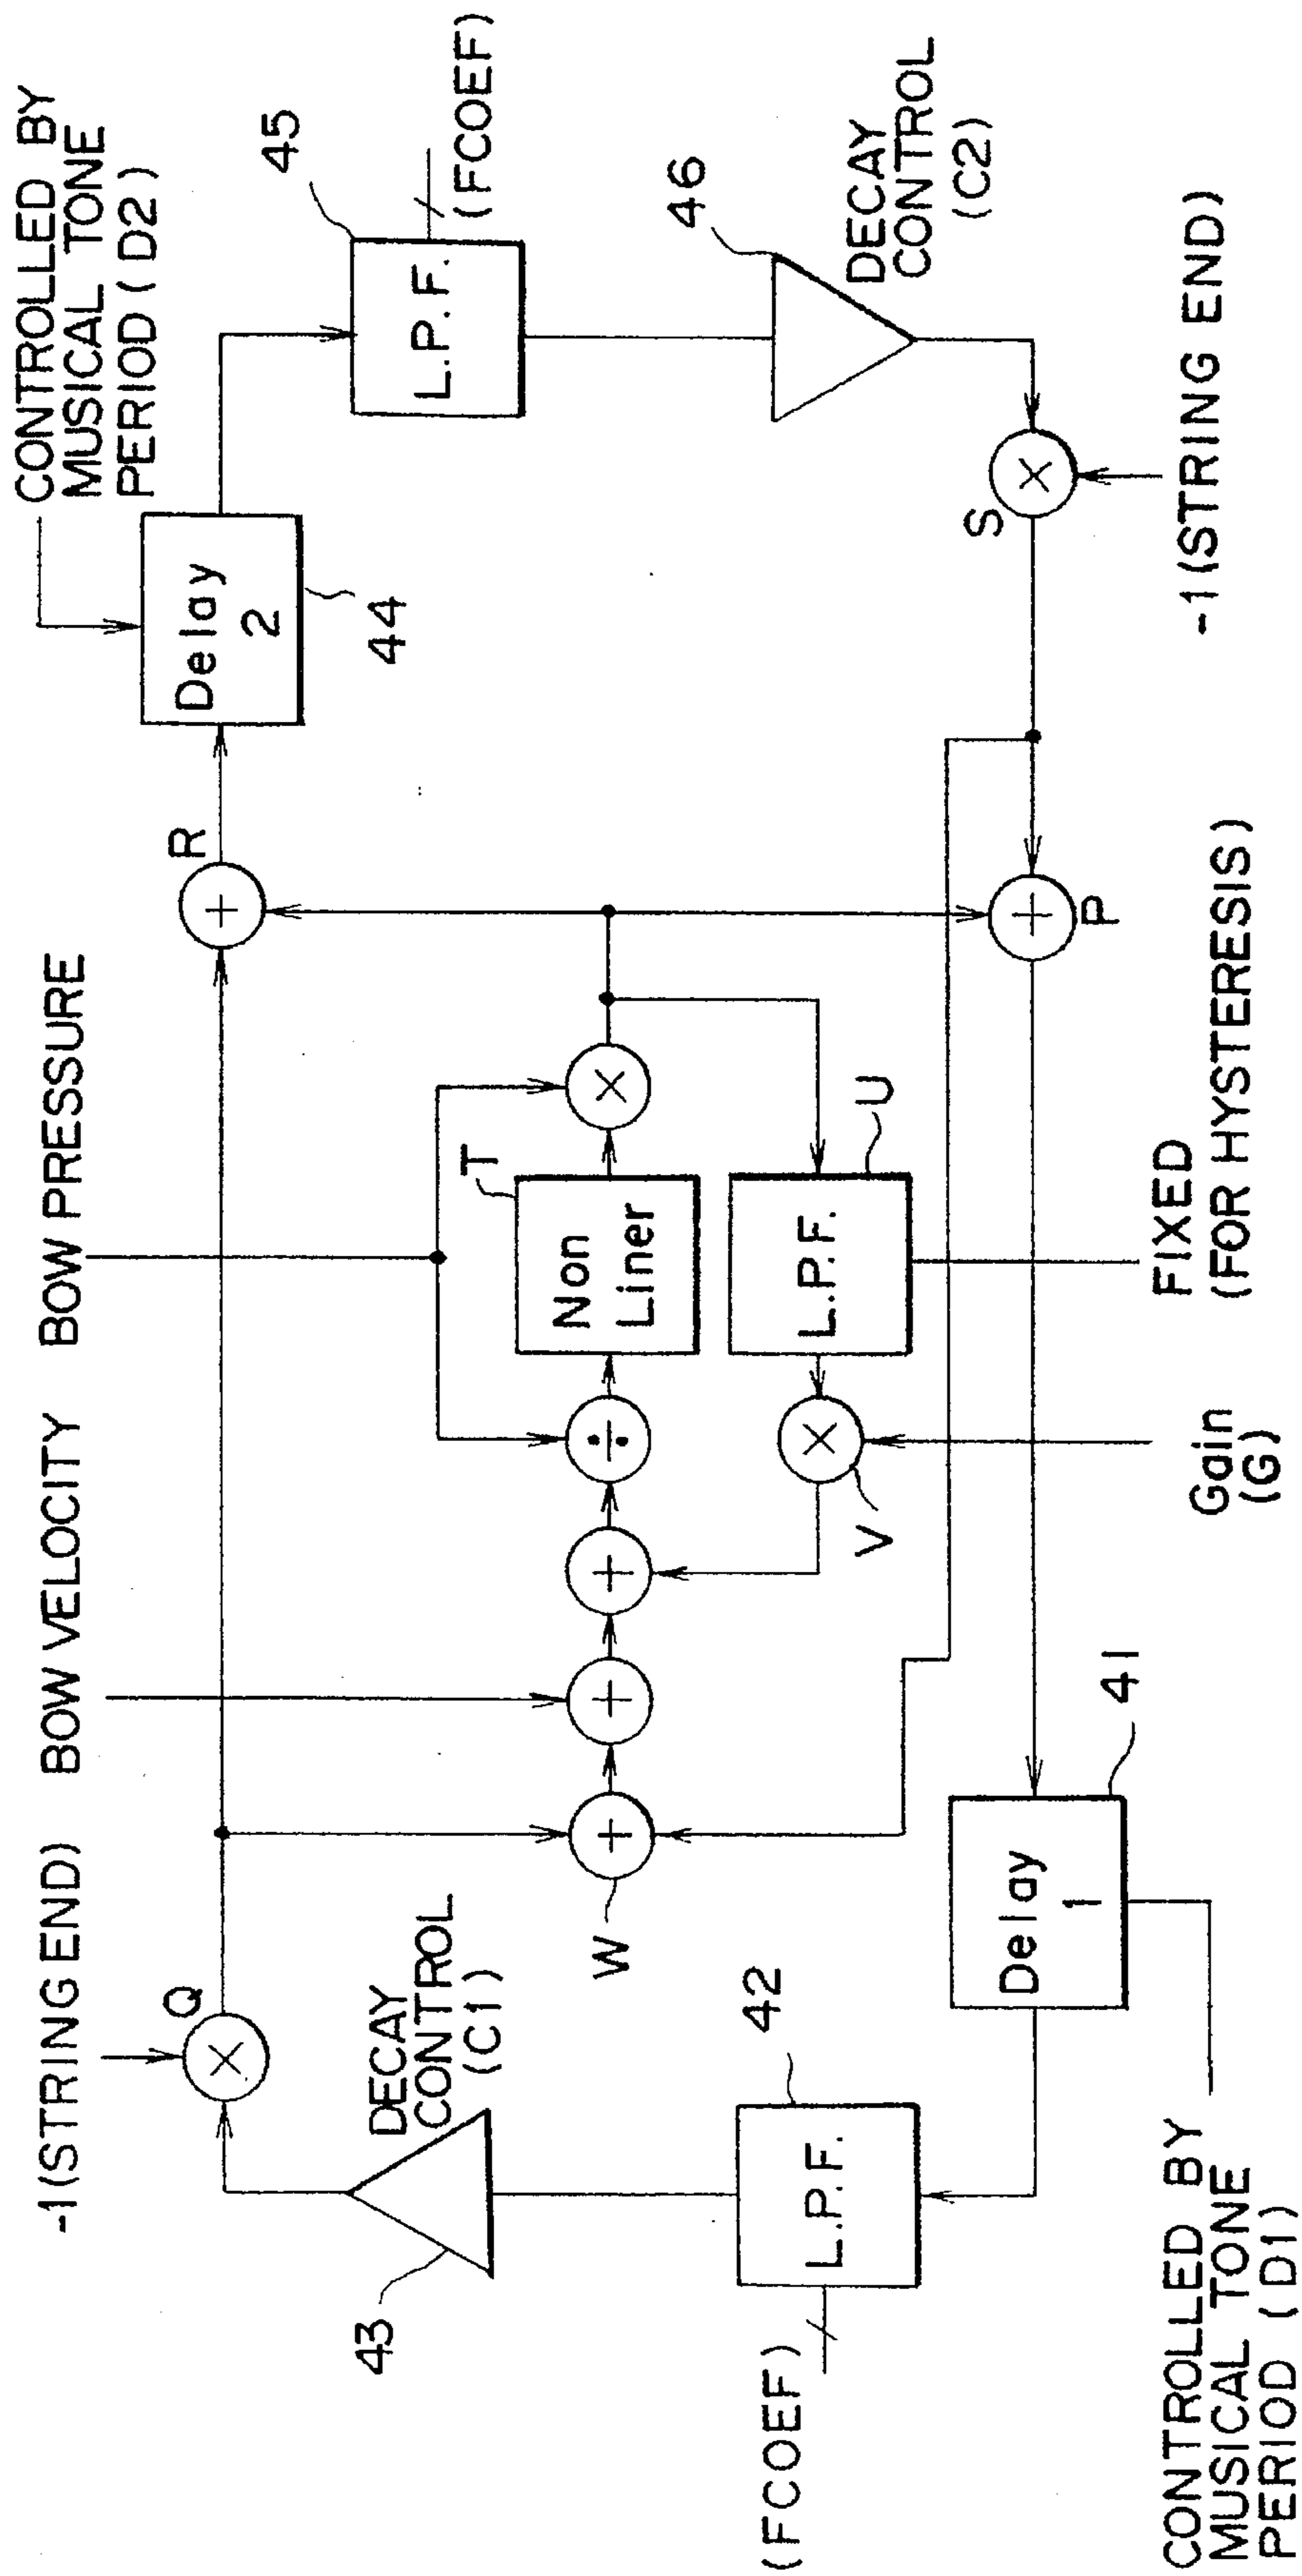 -1(STRING END)
BOW VELOCITY
BOW PRESSURE
CONTROLLED BY
MUSICAL TONE
PERIOD (D2)
Q
R
Delay
2
44
45
L.P.F.
(FCOEF)
DECAY
CONTROL
(C1)
43
W
+
+
+
÷
T
Non
Liner
×
×
+
46
DECAY
CONTROL
(C2)
(FCOEF)
L.P.F.
42
V
×
L.P.F.
U
+
P
S
×
Delay
1
41
CONTROLLED BY
MUSICAL TONE
PERIOD (D1)
Gain
(G)
FIXED
(FOR HYSTERESIS)
-1(STRING END)